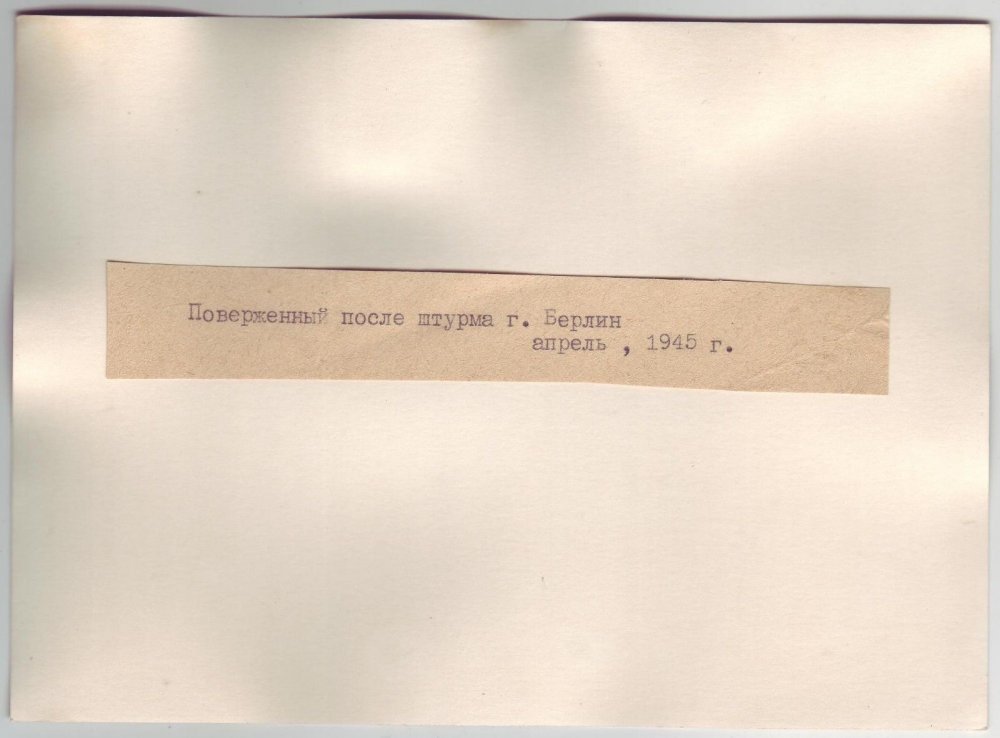 Поверженный после штурма г. Берлин
апрель , 1945 г.